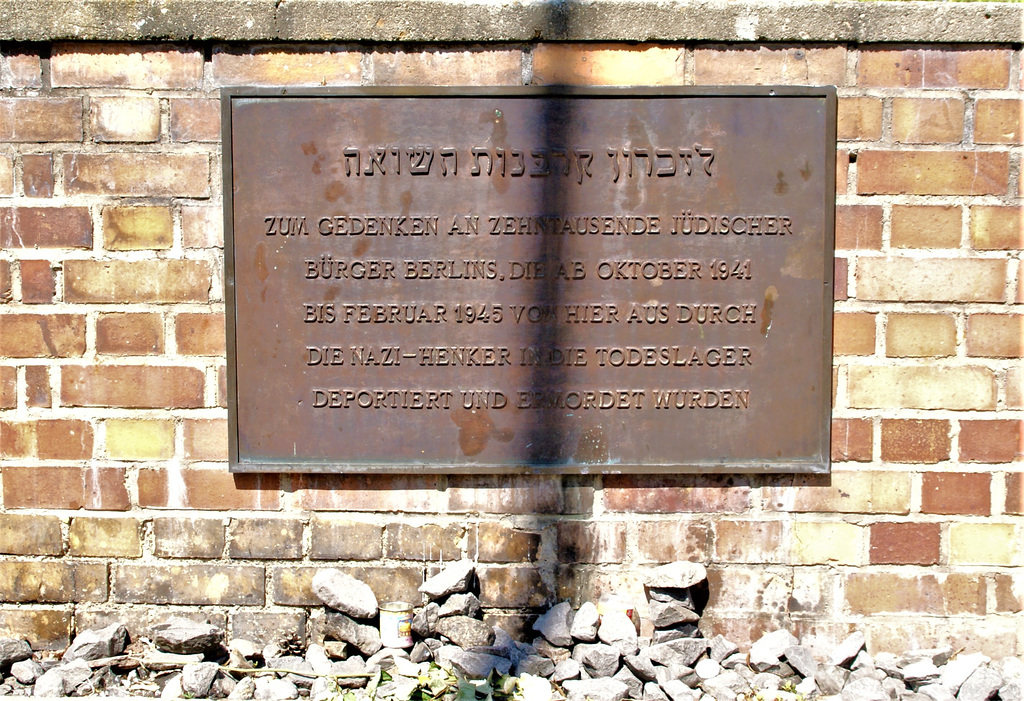 לזכרון קרבנות השואה
ZUM GEDENKEN AN ZEHNTAUSENDE JÜDISCHER
BÜRGER BERLINS, DIE AB OKTOBER 1941
BIS FEBRUAR 1945 VON HIER AUS DURCH
DIE NAZI-HENKER IN DIE TODESLAGER
DEPORTIERT UND ERMORDET WURDEN